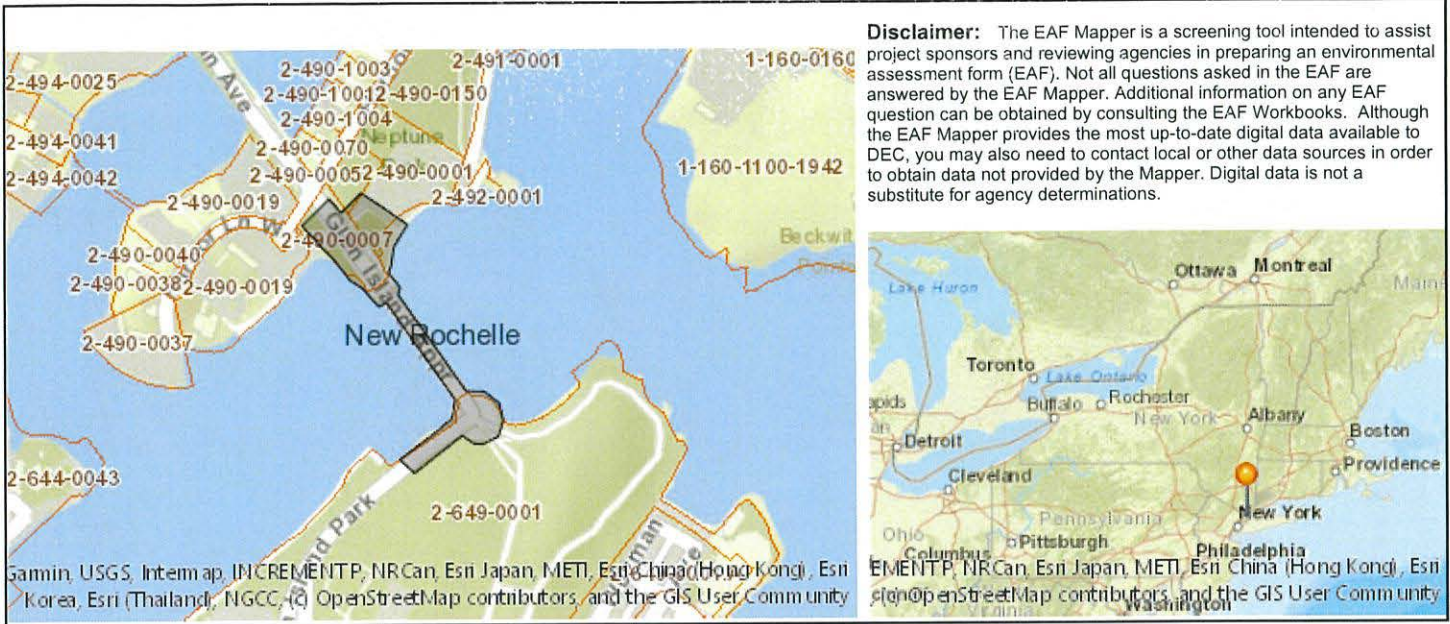 Disclaimer: The EAF Mapper is a screening tool intended to assist
project sponsors and reviewing agencies in preparing an environmental
assessment form (EAF). Not all questions asked in the EAF are
answered by the EAF Mapper. Additional information on any EAF
question can be obtained by consulting the EAF Workbooks. Although
the EAF Mapper provides the most up-to-date digital data available to
DEC, you may also need to contact local or other data sources in order
to obtain data not provided by the Mapper. Digital data is not a
substitute for agency determinations.
2-494-0025
2-490-1003
2-491-0001
1-160-0160
2-490-1001
2-490-0150
2-490-1004
2-494-0041
Neptune
2-490-0070
2-494-0042
2-490-0005
2-490-0001
1-160-1100-1942
2-490-0019
2-492-0001
2-490-0007
2-490-0040
2-490-0038
2-490-0019
New Rochelle
2-490-0037
2-644-0043
2-649-0001
Park
Garmin, USGS, Intermap, INCREMENTP, NRCan, Esri Japan, METI, Esri China (Hong Kong), Esri
Korea, Esri (Thailand), NGCC, (c) OpenStreetMap contributors, and the GIS User Community
Ottawa
Montreal
Lake Huron
Toronto
Lake Ontario
Buffalo
Rochester
New York
Albany
Detroit
Boston
Providence
Cleveland
New York
Pennsylvania
Ohio
Pittsburgh
Columbus
Philadelphia
EMENTP, NRCan, Esri Japan, METI, Esri China (Hong Kong), Esri
OpenStreetMap contributors, and the GIS User Community
Washington
Virginia